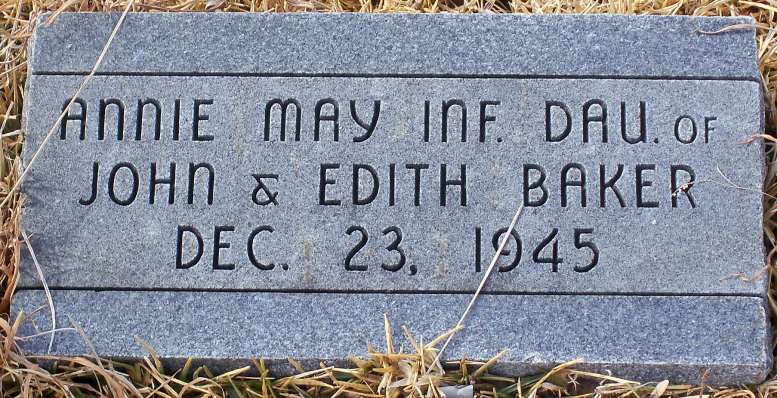 ANNIE MAY INF. DAU. OF
JOHN & EDITH BAKER
DEC. 23, 1945